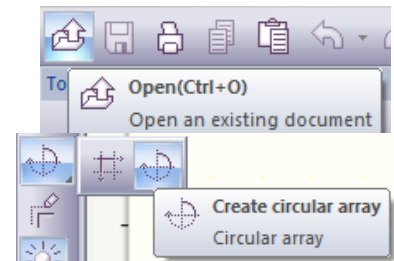 To
Open(Ctrl+O)
Open an existing document
Create circular array
Circular array